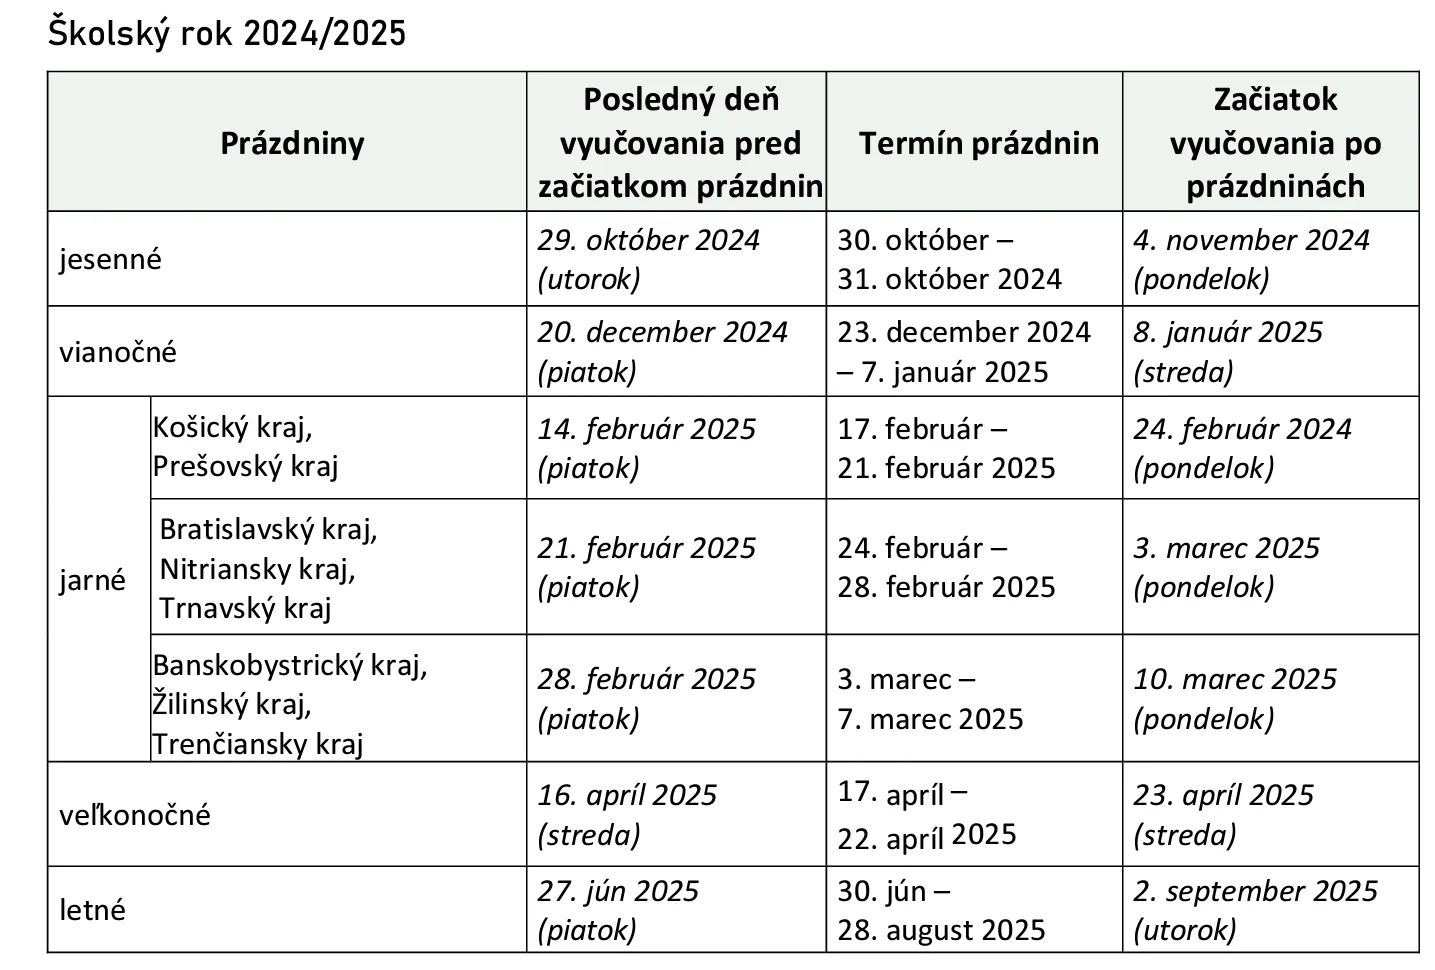 Školský rok 2024/2025
Prázdniny
Posledný deň
vyučovania pred
začiatkom prázdnin
Termín prázdnin
Začiatok
vyučovania po
prázdninách
jesenné
29. október 2024
(utorok)
30. október –
31. október 2024
4. november 2024
(pondelok)
vianočné
20. december 2024
(piatok)
23. december 2024
– 7. január 2025
8. január 2025
(streda)
jarné
Košický kraj,
Prešovský kraj
14. február 2025
(piatok)
17. február –
21. február 2025
24. február 2024
(pondelok)
Bratislavský kraj,
Nitriansky kraj,
Trnavský kraj
21. február 2025
(piatok)
24. február –
28. február 2025
3. marec 2025
(pondelok)
Banskobystrický kraj,
Žilinský kraj,
Trenčiansky kraj
28. február 2025
(piatok)
3. marec –
7. marec 2025
10. marec 2025
(pondelok)
veľkonočné
16. apríl 2025
(streda)
17. apríl –
22. apríl 2025
23. apríl 2025
(streda)
letné
27. jún 2025
(piatok)
30. jún –
28. august 2025
2. september 2025
(utorok)